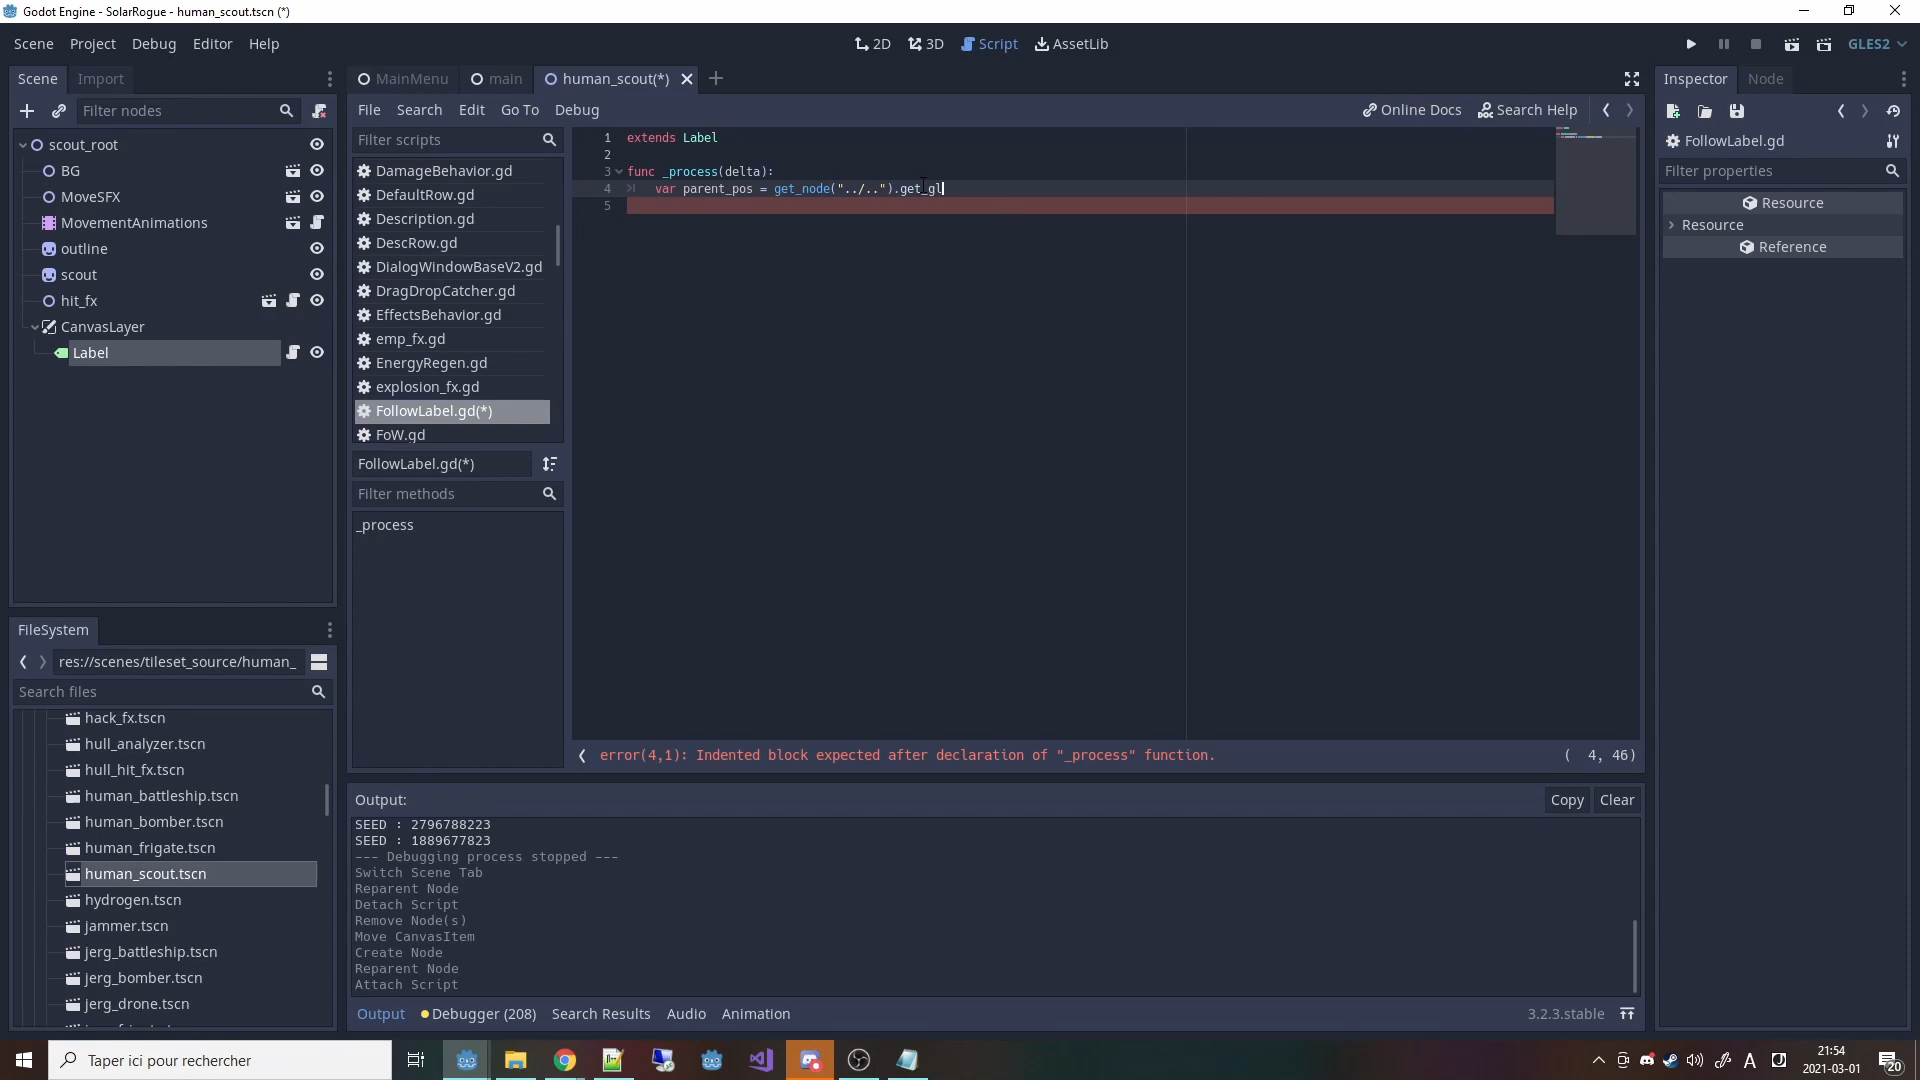 Godot Engine - SolarRogue - human_scout.tscn (*)
Scene Project Debug Editor Help
2D 3D Script AssetLib
GLES2
Scene Import
Filter nodes
scout_root
BG
MoveSFX
MovementAnimations
outline
scout
hit_fx
CanvasLayer
Label
FileSystem
res://scenes/tileset_source/human_
Search files
hack_fx.tscn
hull_analyzer.tscn
hull_hit_fx.tscn
human_battleship.tscn
human_bomber.tscn
human_frigate.tscn
human_scout.tscn
hydrogen.tscn
jammer.tscn
jerg_battleship.tscn
jerg_bomber.tscn
jerg_drone.tscn
MainMenu main human_scout(*)
File Search Edit Go To Debug
Online Docs Search Help
Filter scripts
DamageBehavior.gd
DefaultRow.gd
Description.gd
DescRow.gd
DialogWindowBaseV2.gd
DragDropCatcher.gd
EffectsBehavior.gd
emp_fx.gd
EnergyRegen.gd
explosion_fx.gd
FollowLabel.gd(*)
FoW.gd
FollowLabel.gd(*)
Filter methods
_process
1 extends Label
2
3 func _process(delta):
4 var parent_pos = get_node("../..").get_gl
5
error(4,1): Indented block expected after declaration of "_process" function.
( 4, 46)
Output:
Copy Clear
SEED : 2796788223
SEED : 1889677823
--- Debugging process stopped ---
Switch Scene Tab
Reparent Node
Detach Script
Remove Node(s)
Move CanvasItem
Create Node
Reparent Node
Attach Script
Output Debugger (208) Search Results Audio Animation
3.2.3.stable
Inspector Node
FollowLabel.gd
Filter properties
Resource
Resource
Reference
Taper ici pour rechercher
21:54
2021-03-01
20